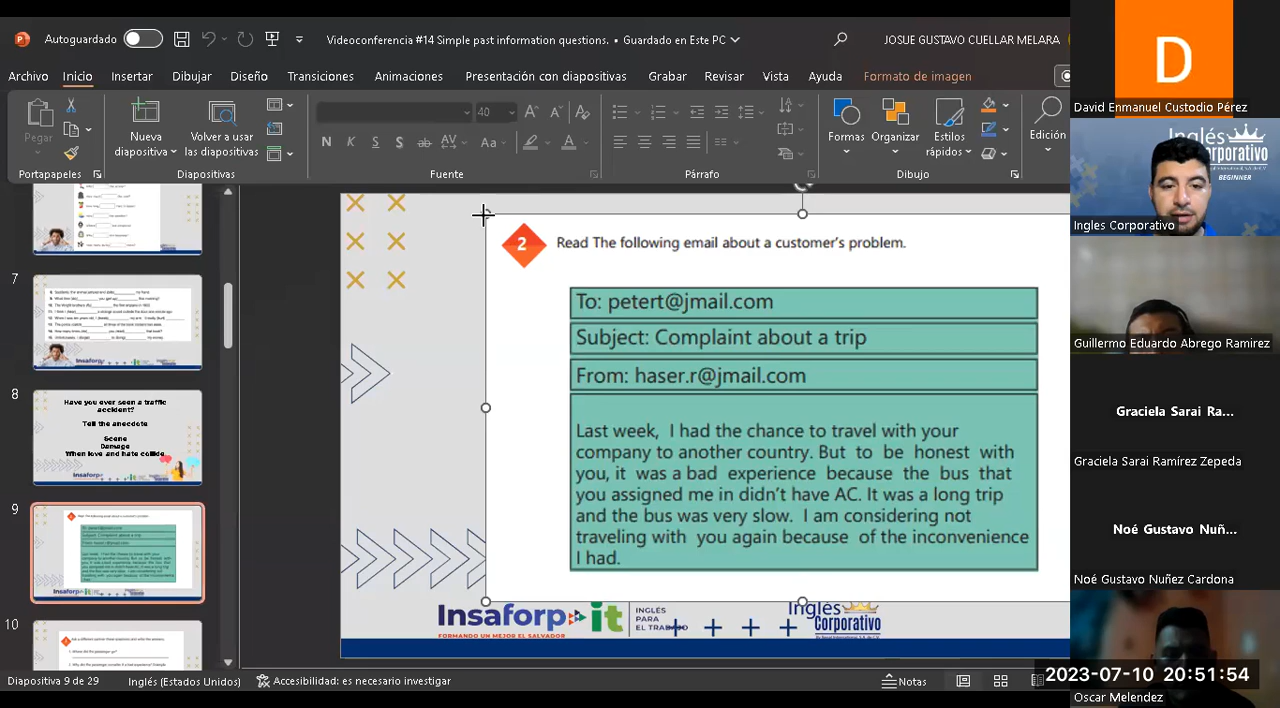 Autoguardado
Videoconferencia #14 Simple past information questions. • Guardado en Este PC
JOSUE GUSTAVO CUELLAR MELARA
Archivo Inicio Insertar Dibujar Diseño Transiciones Animaciones Presentación con diapositivas Grabar Revisar Vista Ayuda Formato de imagen
Pegar
Nueva diapositiva
Volver a usar las diapositivas
40
N K S S ab AV Aa A
Formas Organizar Estilos rápidos Edición
Portapapeles Diapositivas Fuente Párrafo Dibujo
7
8
Have you ever seen a traffic accident?
Tell the anecdote
Scene
Damage
When love and hate collide
9
10
2
Read The following email about a customer's problem.
To: petert@jmail.com
Subject: Complaint about a trip
From: haser.r@jmail.com
Last week, I had the chance to travel with your
company to another country. But to be honest with
you, it was a bad experience because the bus that
you assigned me in didn't have AC. It was a long trip
and the bus was very slow. I'm considering not
traveling with you again because of the inconvenience
I had.
Insaforp it
FORMANDO UN MEJOR EL SALVADOR
INGLÉS
PARA
EL TRABAJO
Inglés
Corporativo
Diapositiva 9 de 29
Inglés (Estados Unidos)
Accesibilidad: es necesario investigar
Notas
D
David Enmanuel Custodio Pérez
Inglés
Corporativo
BEGINNER
Ingles Corporativo
Guillermo Eduardo Abrego Ramirez
Graciela Sarai Ra...
Graciela Sarai Ramírez Zepeda
Noé Gustavo Nuñ...
Noé Gustavo Nuñez Cardona
2023-07-10 20:51:54
Oscar Melendez